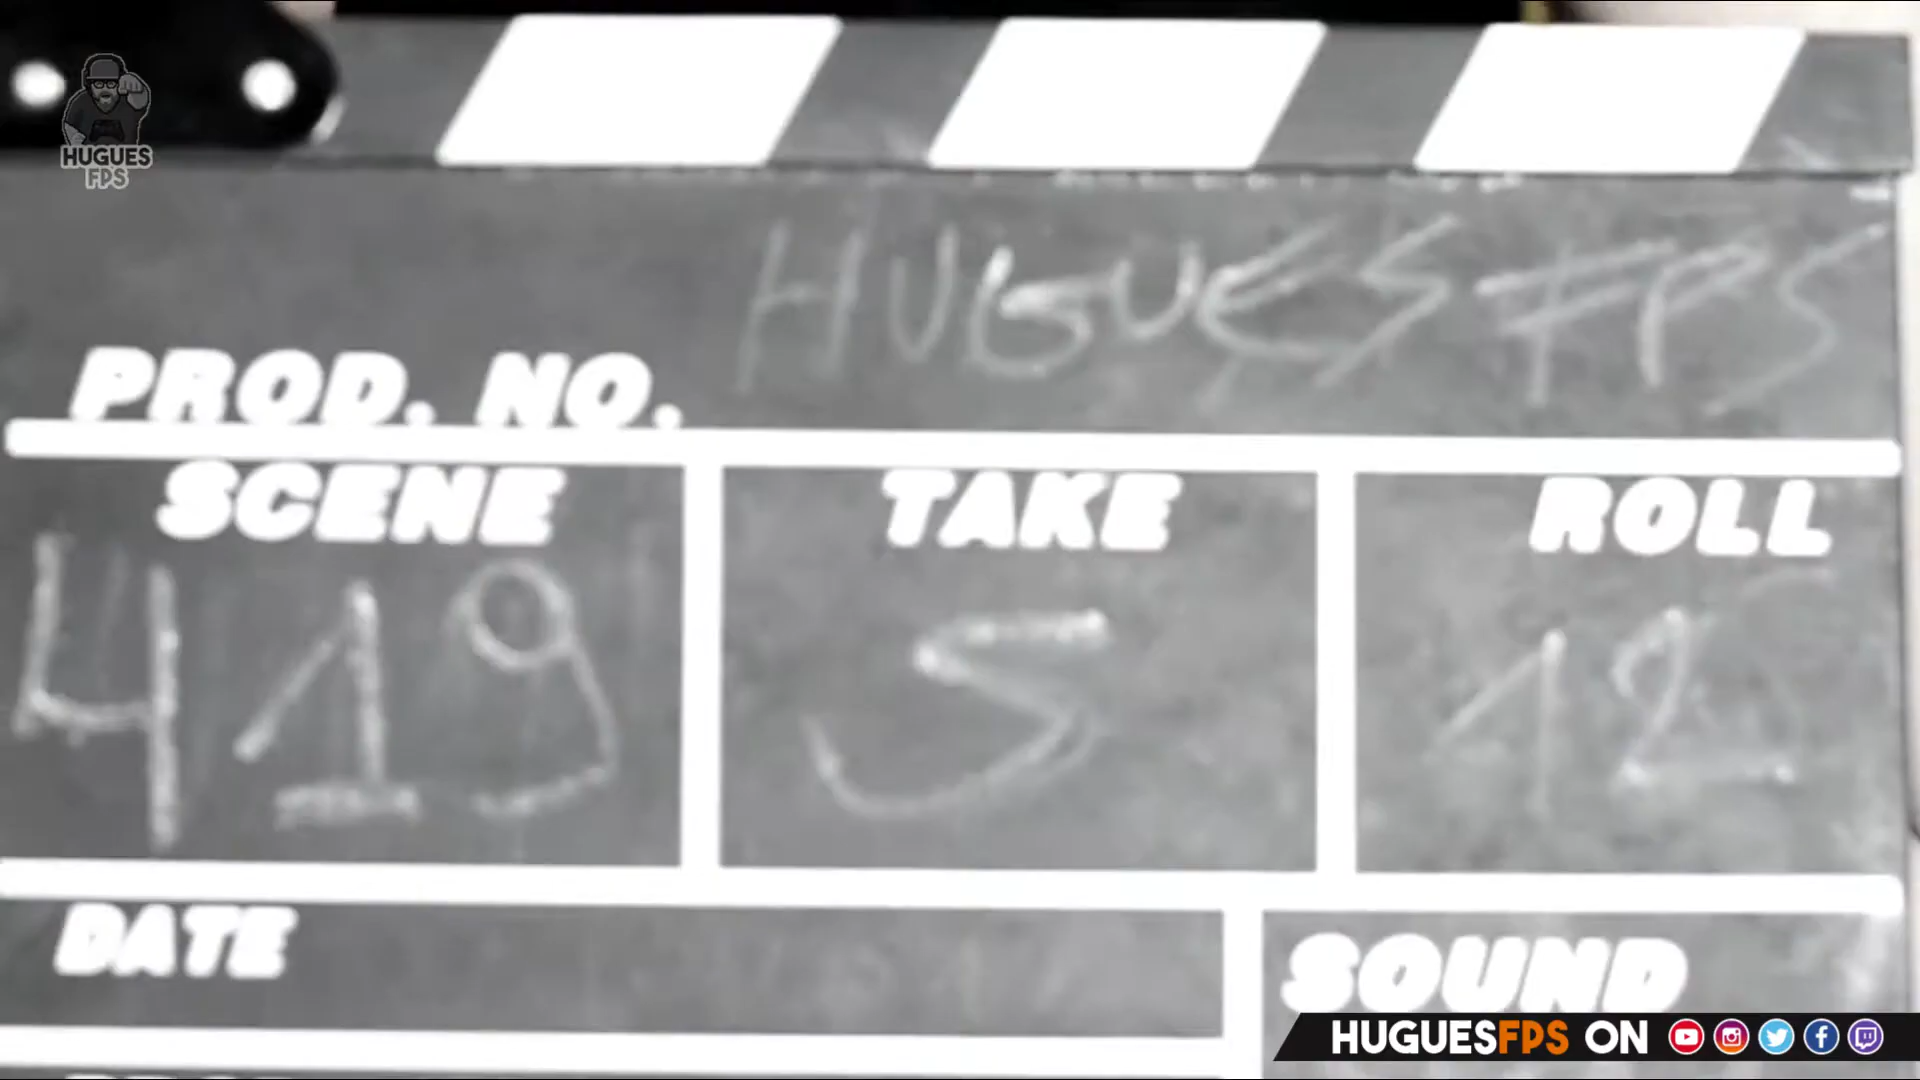 HUGUES
FPS
HUGUES FPS
PROD. NO.
SCENE TAKE ROLL
419 5 12
DATE
SOUND
HUGUESFPS ON